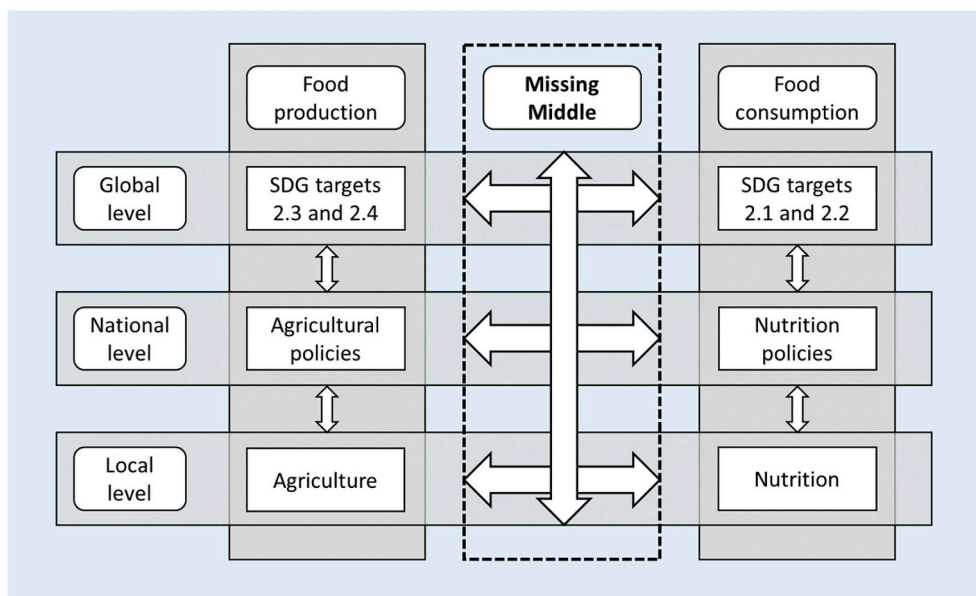 Food
production
Missing
Middle
Food
consumption
Global
level
SDG targets
2.3 and 2.4
SDG targets
2.1 and 2.2
National
level
Agricultural
policies
Nutrition
policies
Local
level
Agriculture
Nutrition